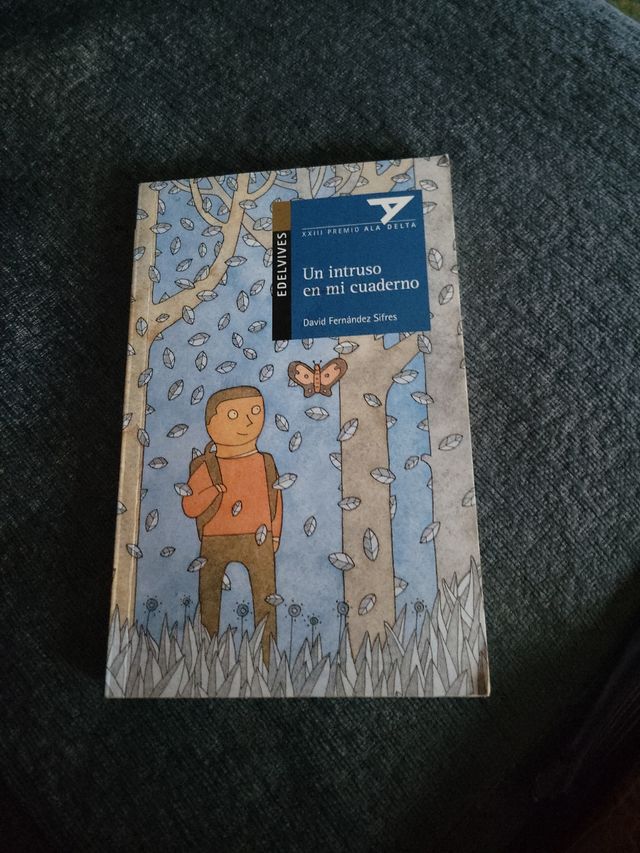 XXIII PREMIO ALA DELTA
EDELVIVES
Un intruso
en mi cuaderno
David Fernández Sifres